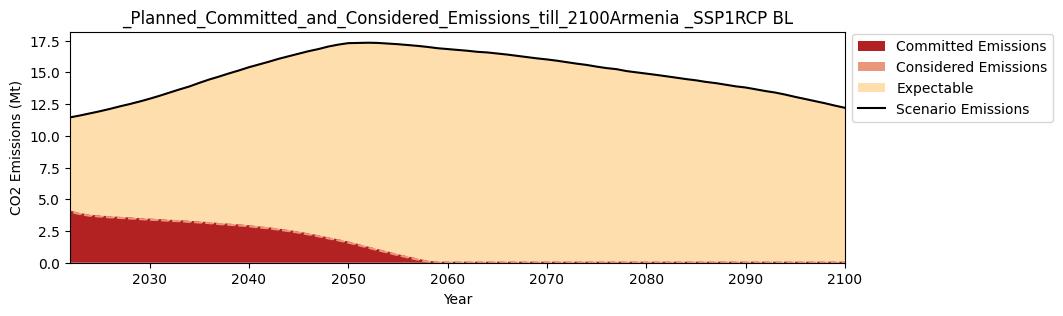 _Planned_Committed_and_Considered_Emissions_till_2100Armenia _SSP1RCP BL
17.5
15.0
12.5
10.0
7.5
5.0
2.5
0.0
CO2 Emissions (Mt)
2030 2040 2050 2060 2070 2080 2090 2100
Year
Committed Emissions
Considered Emissions
Expectable
Scenario Emissions